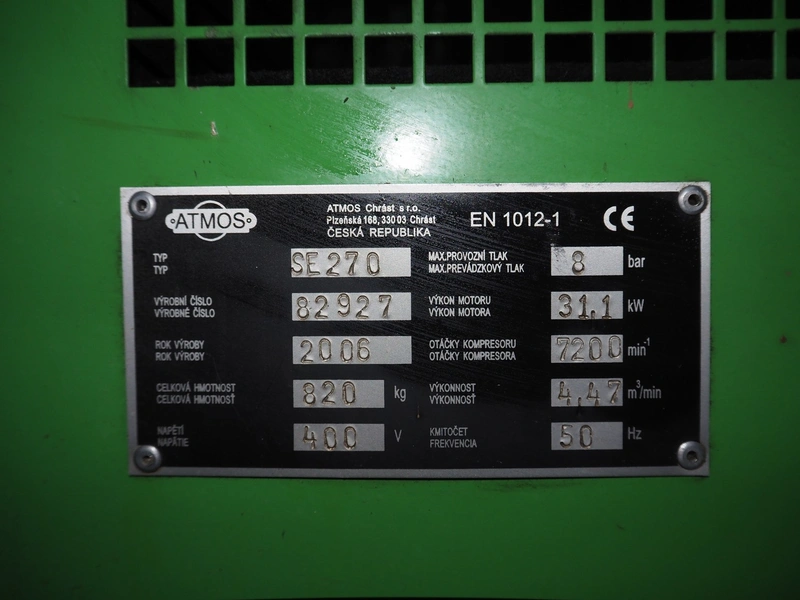 ATMOS
ATMOS Chrást s r.o.
Plzeňská 168, 330 03 Chrást
ČESKÁ REPUBLIKA
EN 1012-1 CE
TYP
TYP
SE270
MAX.PROVOZNÍ TLAK
MAX.PREVÁDZKOVÝ TLAK
8 bar
VÝROBNÍ ČÍSLO
VÝROBNÉ ČÍSLO
82927
VÝKON MOTORU
VÝKON MOTORA
31.1 kW
ROK VÝROBY
ROK VÝROBY
2006
OTÁČKY KOMPRESORU
OTÁČKY KOMPRESORA
7200 min⁻¹
CELKOVÁ HMOTNOST
CELKOVÁ HMOTNOSŤ
820 kg
VÝKONNOST
VÝKONNOSŤ
4,47 m³/min
NAPĚTÍ
NAPÄTIE
400 V
KMITOČET
FREKVENCIA
50 Hz